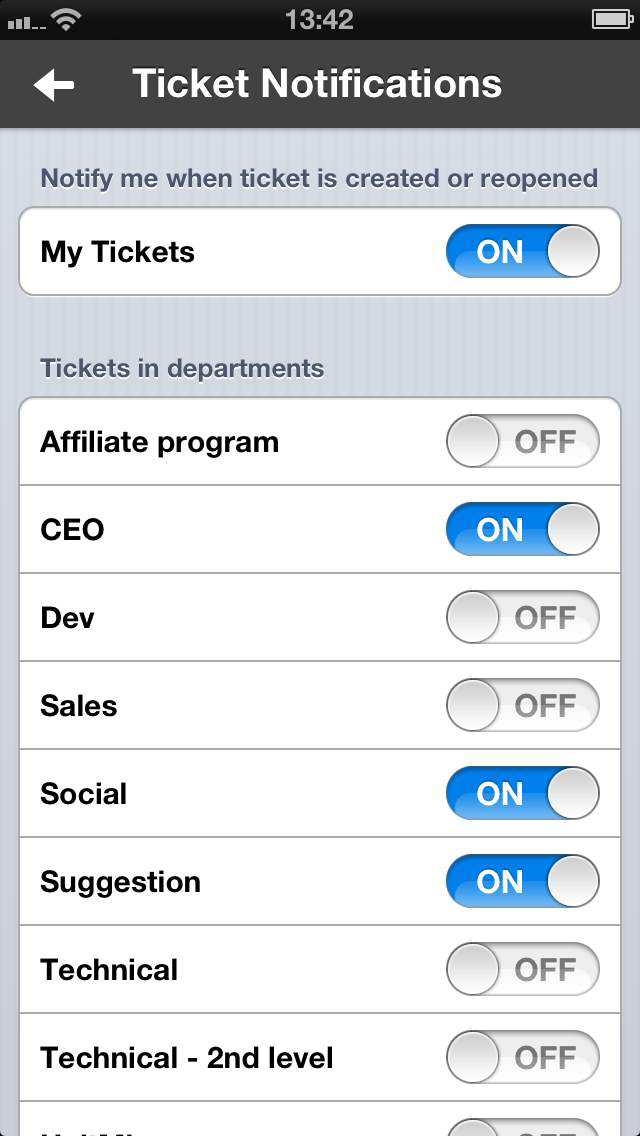 13:42
Ticket Notifications
Notify me when ticket is created or reopened
My Tickets ON
Tickets in departments
Affiliate program OFF
CEO ON
Dev OFF
Sales OFF
Social ON
Suggestion ON
Technical OFF
Technical - 2nd level OFF
OFF